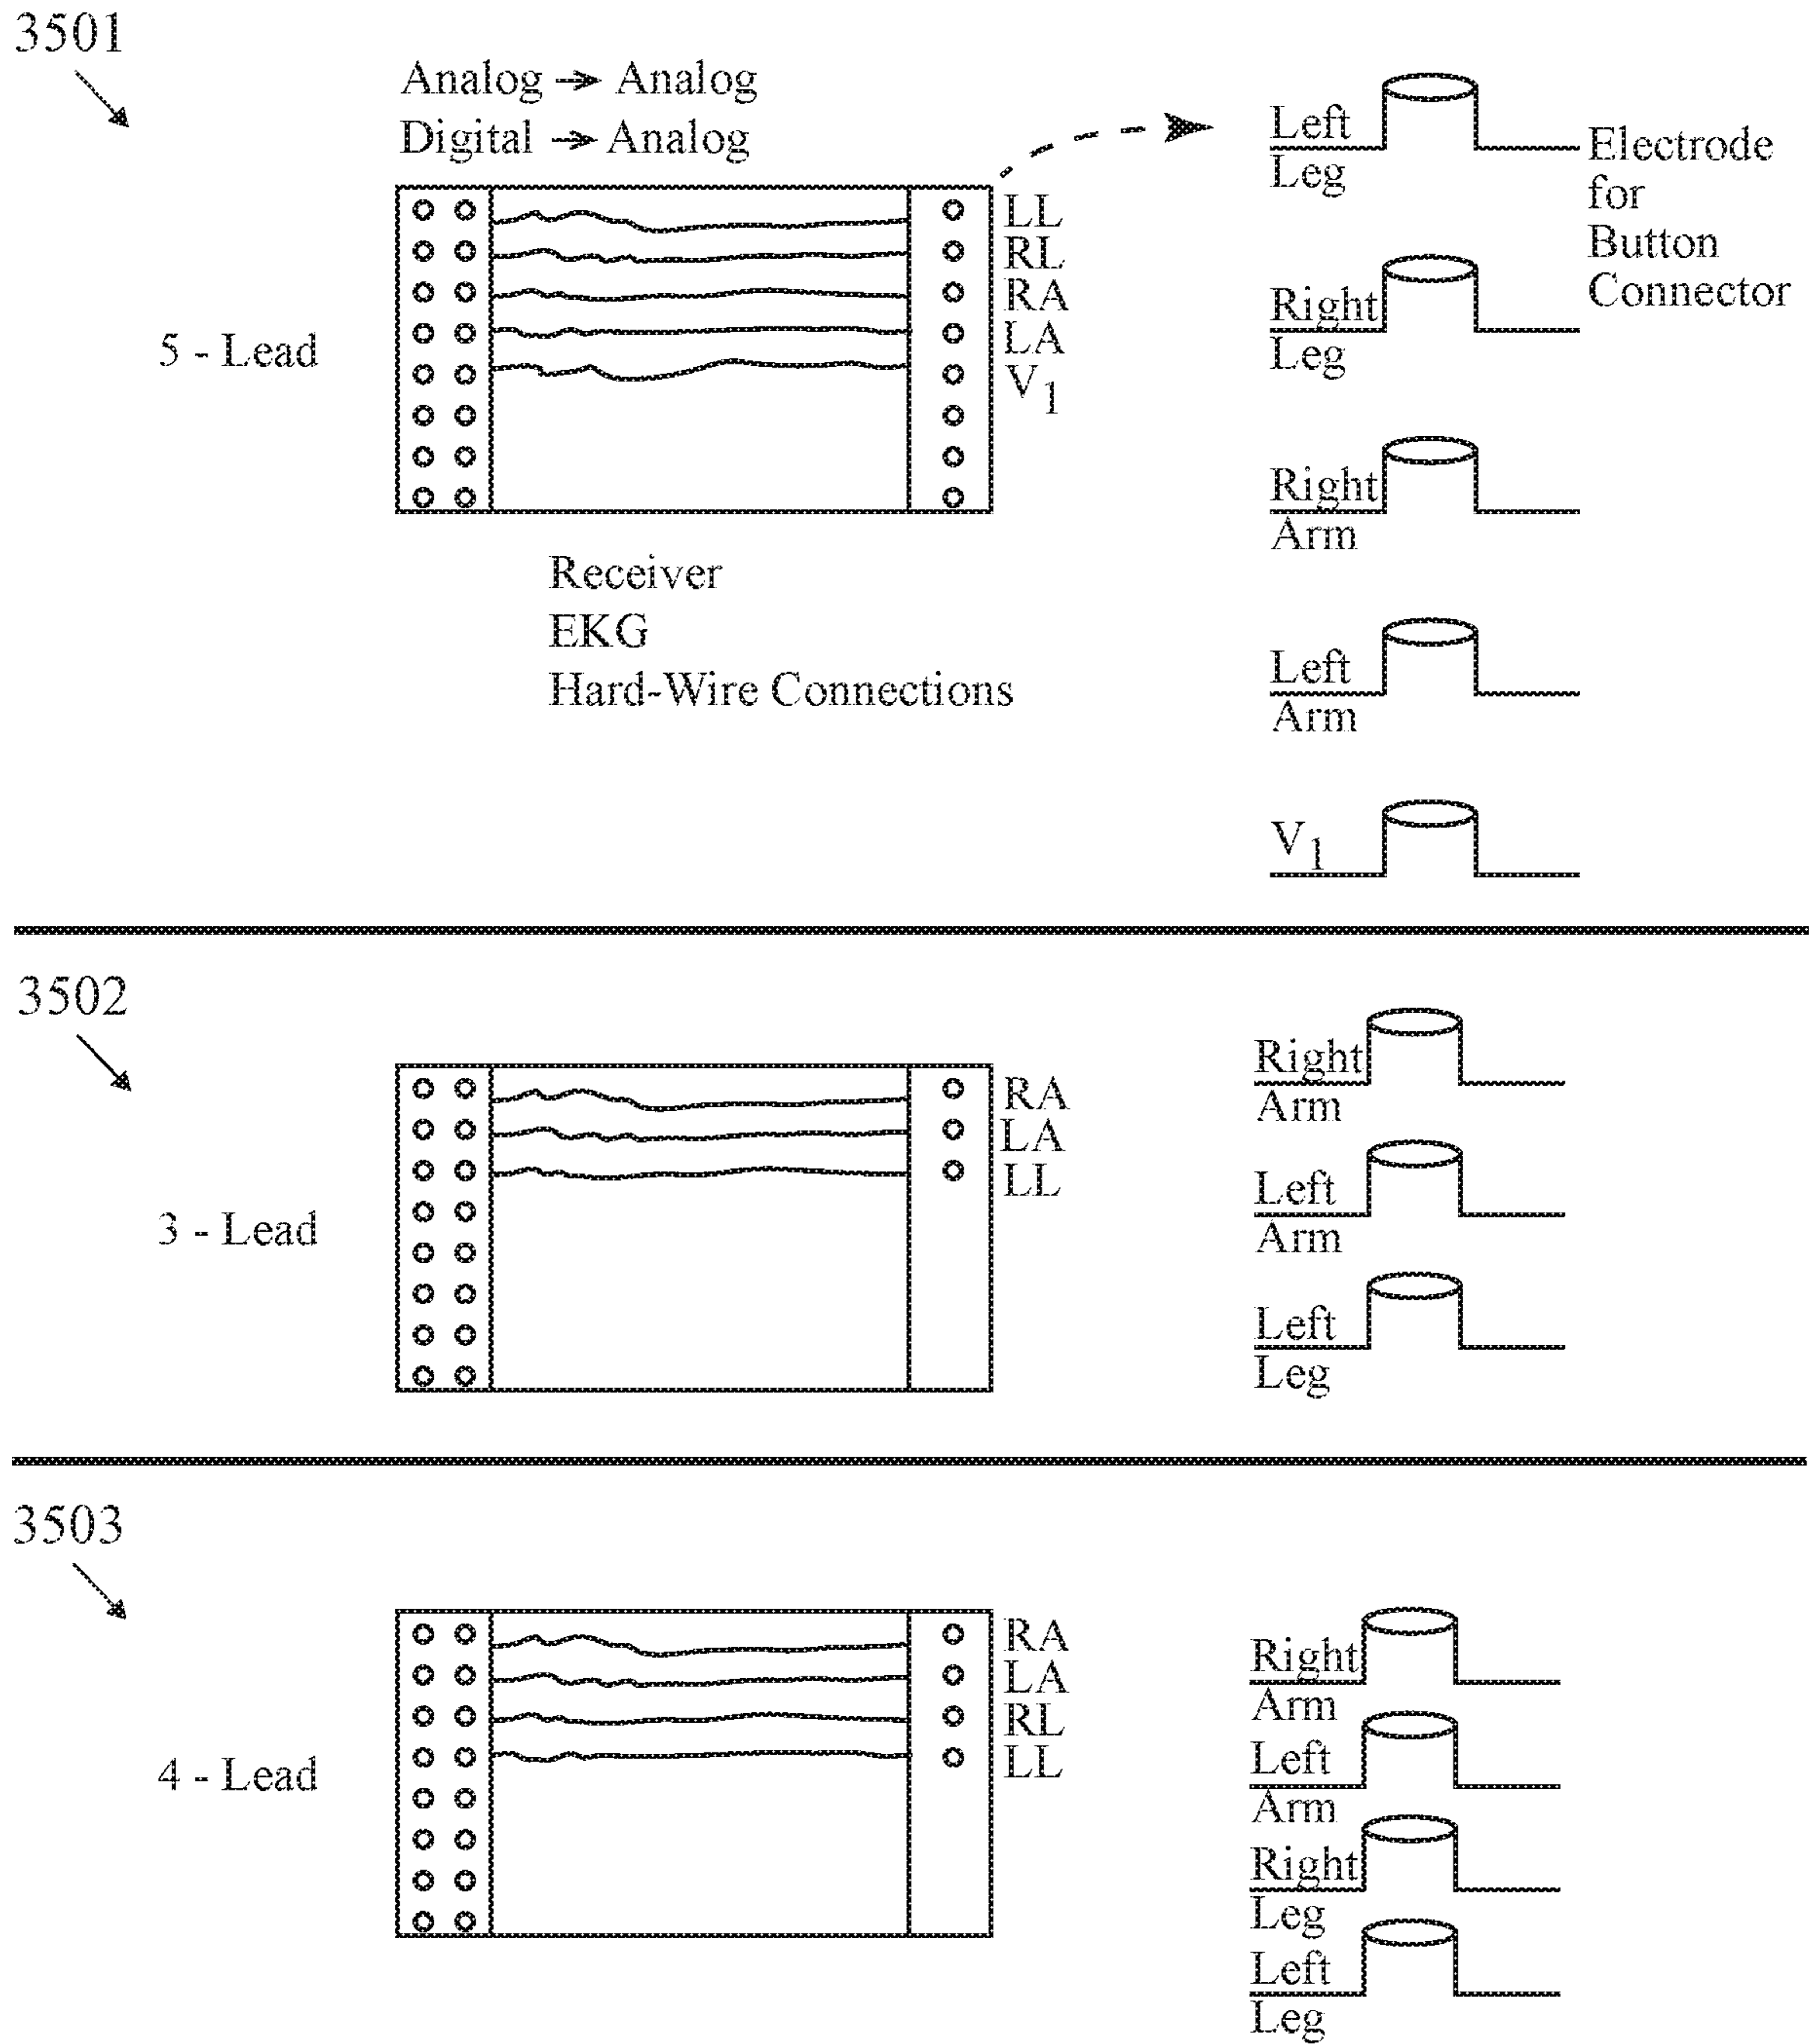 3501
Analog → Analog
Digital → Analog
5 - Lead
LL
RL
RA
LA
V1
Receiver
EKG
Hard-Wire Connections
Left
Leg
Electrode
for
Button
Connector
Right
Leg
Right
Arm
Left
Arm
V1
3502
3 - Lead
RA
LA
LL
Right
Arm
Left
Arm
Left
Leg
3503
4 - Lead
RA
LA
RL
LL
Right
Arm
Left
Arm
Right
Leg
Left
Leg